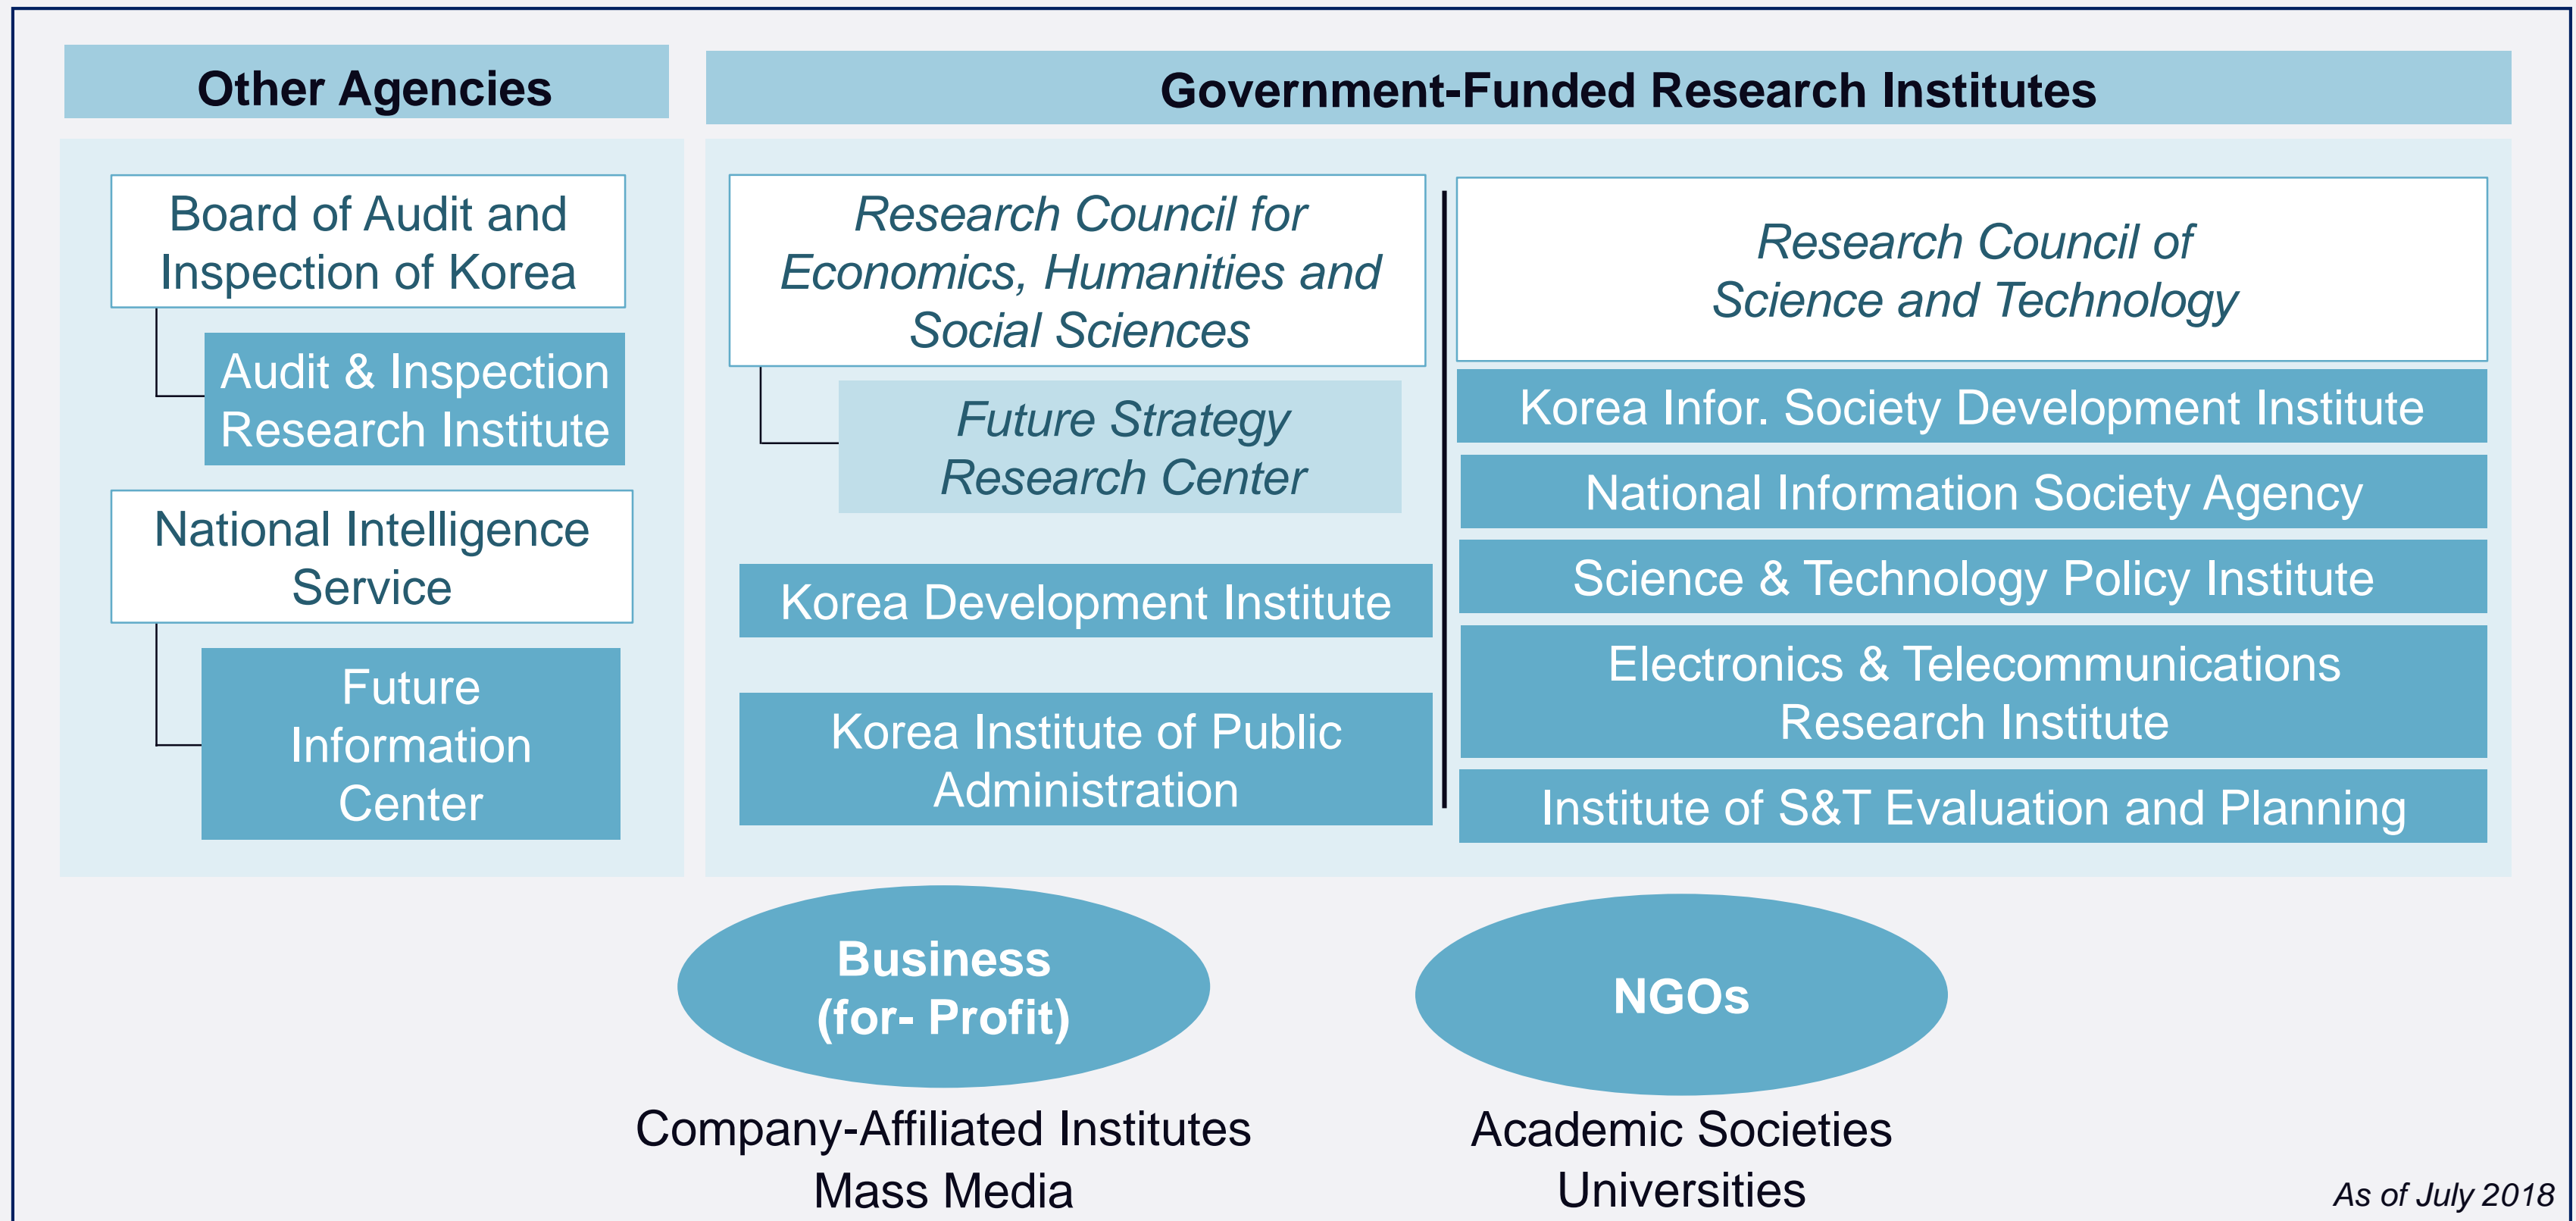 Other Agencies
Board of Audit and
Inspection of Korea
Audit & Inspection
Research Institute
National Intelligence
Service
Future
Information
Center
Government-Funded Research Institutes
Research Council for
Economics, Humanities and
Social Sciences
Future Strategy
Research Center
Korea Development Institute
Korea Institute of Public
Administration
Research Council of
Science and Technology
Korea Infor. Society Development Institute
National Information Society Agency
Science & Technology Policy Institute
Electronics & Telecommunications
Research Institute
Institute of S&T Evaluation and Planning
Business
(for- Profit)
Company-Affiliated Institutes
Mass Media
NGOs
Academic Societies
Universities
As of July 2018